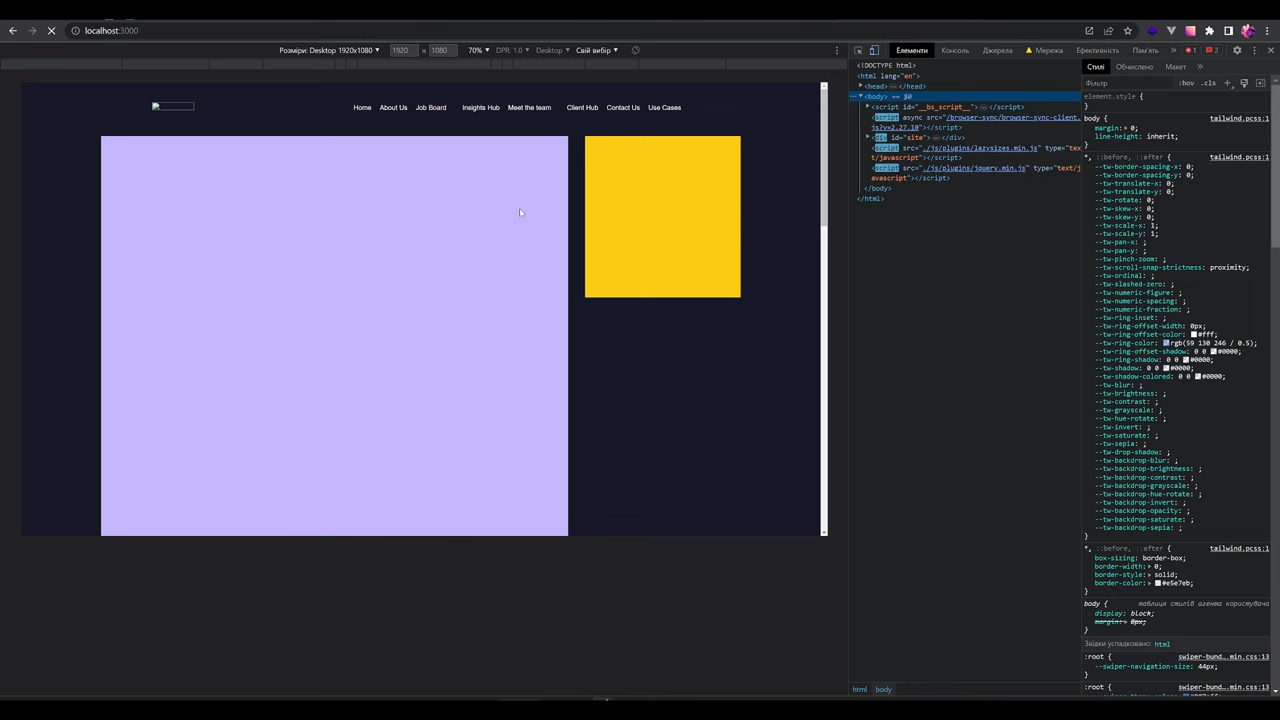 localhost:3000
Розміри: Desktop 1920x1080
1920 × 1080
70%
DPR: 1.0
Desktop
Свій вибір
Елементи
Консоль
Джерела
Мережа
Ефективність
Пам'ять
1
2
Home
About Us
Job Board
Insights Hub
Meet the team
Client Hub
Contact Us
Use Cases
<!DOCTYPE html>
<html lang="en">
<head>⋯</head>
⋯ <body> == $0
<script id="__bs_script__">⋯</script>
<script async src="/browser-sync/browser-sync-client.
js?v=2.27.10"></script>
<div id="site">⋯</div>
<script src="./js/plugins/lazysizes.min.js" type="tex
t/javascript"></script>
<script src="./js/plugins/jquery.min.js" type="text/j
avascript"></script>
</body>
</html>
html body
Стилі
Обчислено
Макет
Фільтр
:hov .cls
element.style {
}
body { tailwind.pcss:1
margin: 0;
line-height: inherit;
}
*, ::before, ::after { tailwind.pcss:1
--tw-border-spacing-x: 0;
--tw-border-spacing-y: 0;
--tw-translate-x: 0;
--tw-translate-y: 0;
--tw-rotate: 0;
--tw-skew-x: 0;
--tw-skew-y: 0;
--tw-scale-x: 1;
--tw-scale-y: 1;
--tw-pan-x: ;
--tw-pan-y: ;
--tw-pinch-zoom: ;
--tw-scroll-snap-strictness: proximity;
--tw-ordinal: ;
--tw-slashed-zero: ;
--tw-numeric-figure: ;
--tw-numeric-spacing: ;
--tw-numeric-fraction: ;
--tw-ring-inset: ;
--tw-ring-offset-width: 0px;
--tw-ring-offset-color: #fff;
--tw-ring-color: rgb(59 130 246 / 0.5);
--tw-ring-offset-shadow: 0 0 #0000;
--tw-ring-shadow: 0 0 #0000;
--tw-shadow: 0 0 #0000;
--tw-shadow-colored: 0 0 #0000;
--tw-blur: ;
--tw-brightness: ;
--tw-contrast: ;
--tw-grayscale: ;
--tw-hue-rotate: ;
--tw-invert: ;
--tw-saturate: ;
--tw-sepia: ;
--tw-drop-shadow: ;
--tw-backdrop-blur: ;
--tw-backdrop-brightness: ;
--tw-backdrop-contrast: ;
--tw-backdrop-grayscale: ;
--tw-backdrop-hue-rotate: ;
--tw-backdrop-invert: ;
--tw-backdrop-opacity: ;
--tw-backdrop-saturate: ;
--tw-backdrop-sepia: ;
}
*, ::before, ::after { tailwind.pcss:1
box-sizing: border-box;
border-width: 0;
border-style: solid;
border-color: #e5e7eb;
}
body { таблиця стилів агента користувача
display: block;
margin: 8px;
}
Звідки успадковано: html
:root { swiper-bund….min.css:13
--swiper-navigation-size: 44px;
}
:root { swiper-bund….min.css:13